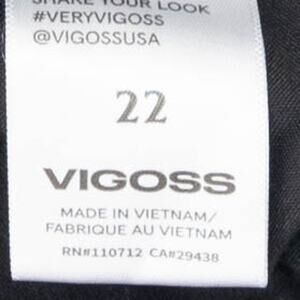 SHARE YOUR LOOK
#VERYVIGOSS
@VIGOSSUSA
22
VIGOSS
MADE IN VIETNAM/
FABRIQUE AU VIETNAM
RN#110712 CA#29438